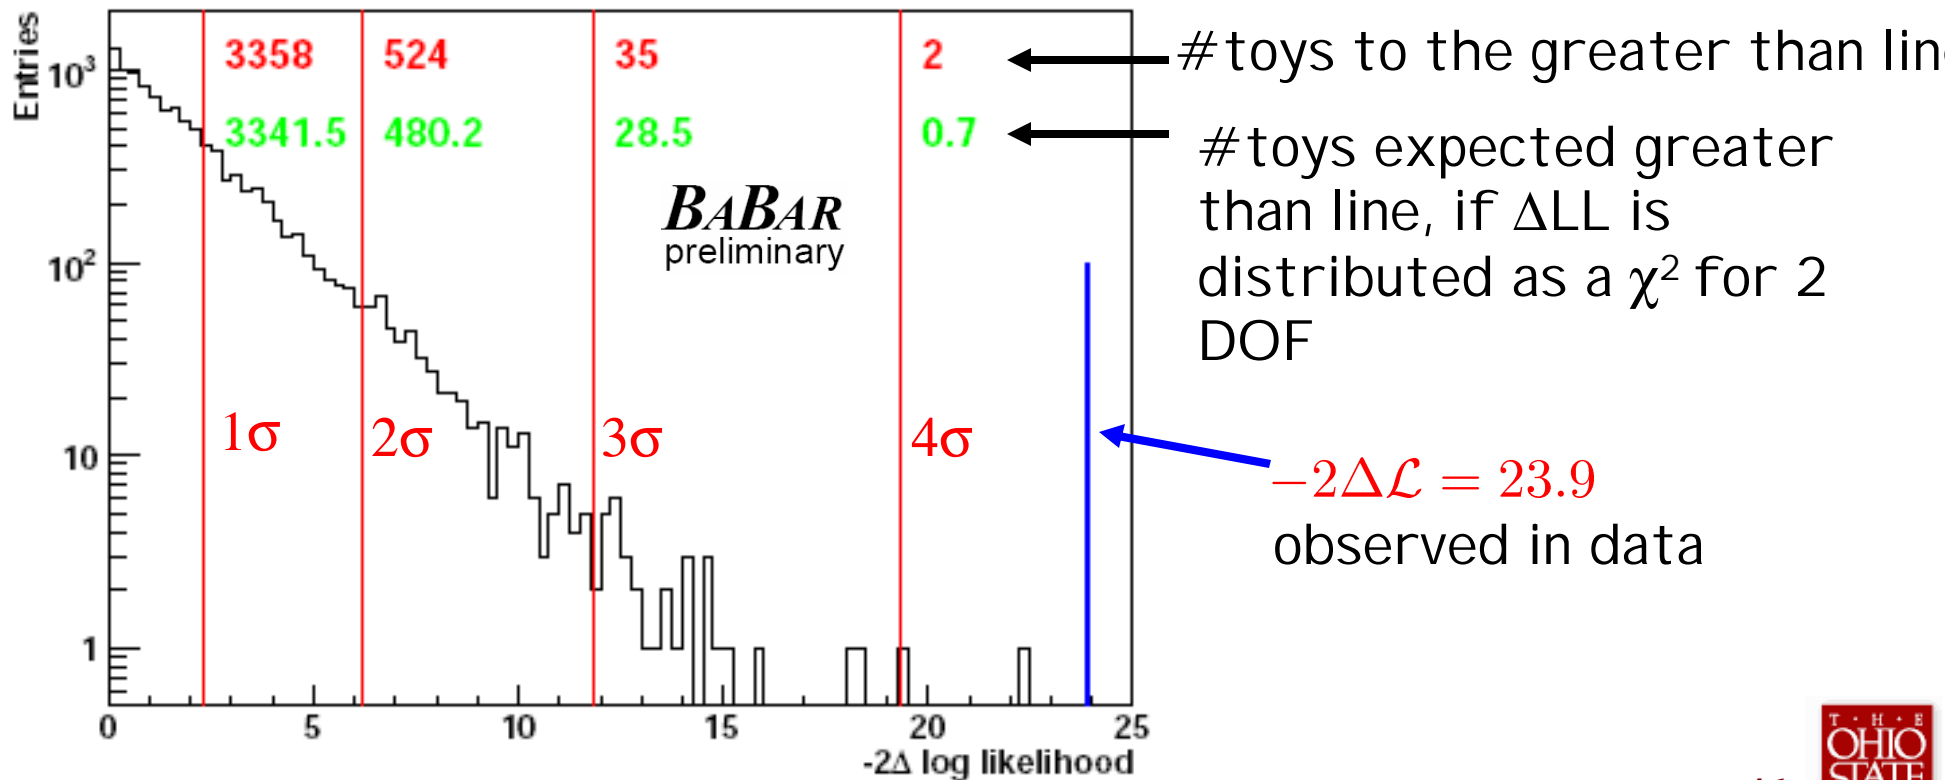 Entries
10³
10²
10
1
3358 524 35 2
3341.5 480.2 28.5 0.7
BABAR
preliminary
1σ 2σ 3σ 4σ
0 5 10 15 20 25
-2Δ log likelihood
#toys to the greater than
#toys expected greater
than line, if ΔLL is
distributed as a χ² for 2
DOF
−2Δℒ = 23.9
observed in data
T · H · E
OHIO
STATE